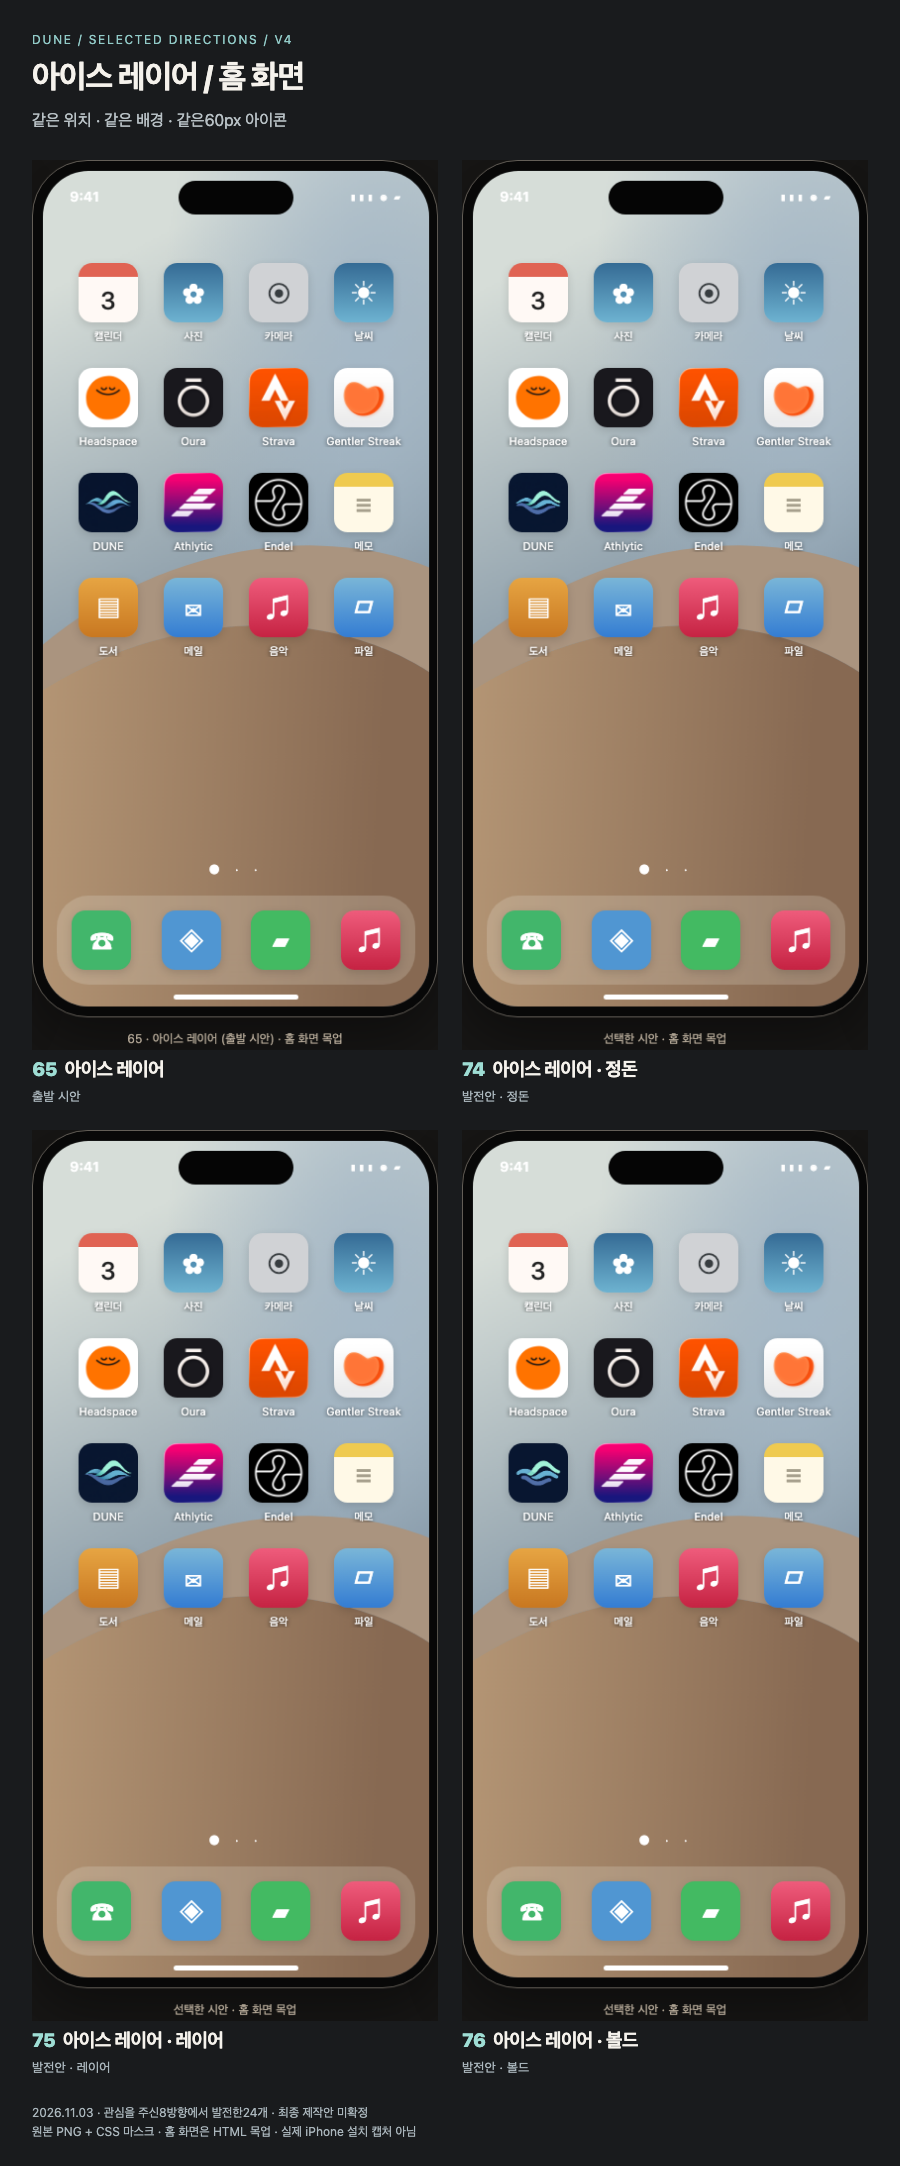 DUNE / SELECTED DIRECTIONS / V4
아이스 레이어 / 홈 화면
같은 위치 · 같은 배경 · 같은60px 아이콘
9:41
3
캘린더 사진 카메라 날씨
Headspace Oura Strava Gentler Streak
DUNE Athlytic Endel 메모
도서 메일 음악 파일
65 · 아이스 레이어 (출발 시안) · 홈 화면 목업
65 아이스 레이어
출발 시안
9:41
3
캘린더 사진 카메라 날씨
Headspace Oura Strava Gentler Streak
DUNE Athlytic Endel 메모
도서 메일 음악 파일
선택한 시안 · 홈 화면 목업
74 아이스 레이어 · 정돈
발전안 · 정돈
9:41
3
캘린더 사진 카메라 날씨
Headspace Oura Strava Gentler Streak
DUNE Athlytic Endel 메모
도서 메일 음악 파일
선택한 시안 · 홈 화면 목업
75 아이스 레이어 · 레이어
발전안 · 레이어
9:41
3
캘린더 사진 카메라 날씨
Headspace Oura Strava Gentler Streak
DUNE Athlytic Endel 메모
도서 메일 음악 파일
선택한 시안 · 홈 화면 목업
76 아이스 레이어 · 볼드
발전안 · 볼드
2026.11.03 · 관심을 주신8방향에서 발전한24개 · 최종 제작안 미확정
원본 PNG + CSS 마스크 · 홈 화면은 HTML 목업 · 실제 iPhone 설치 캡처 아님